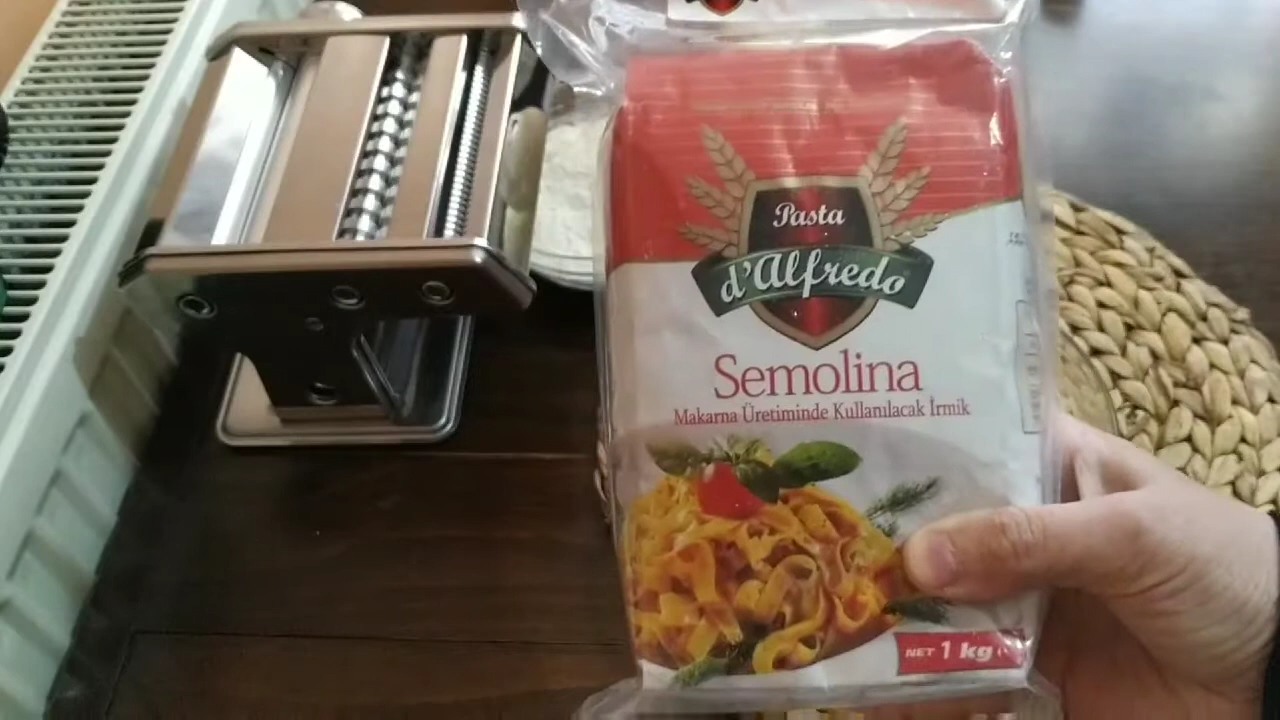 Pasta
d'Alfredo
Semolina
Makarna Üretiminde Kullanılacak İrmik
NET 1 kg